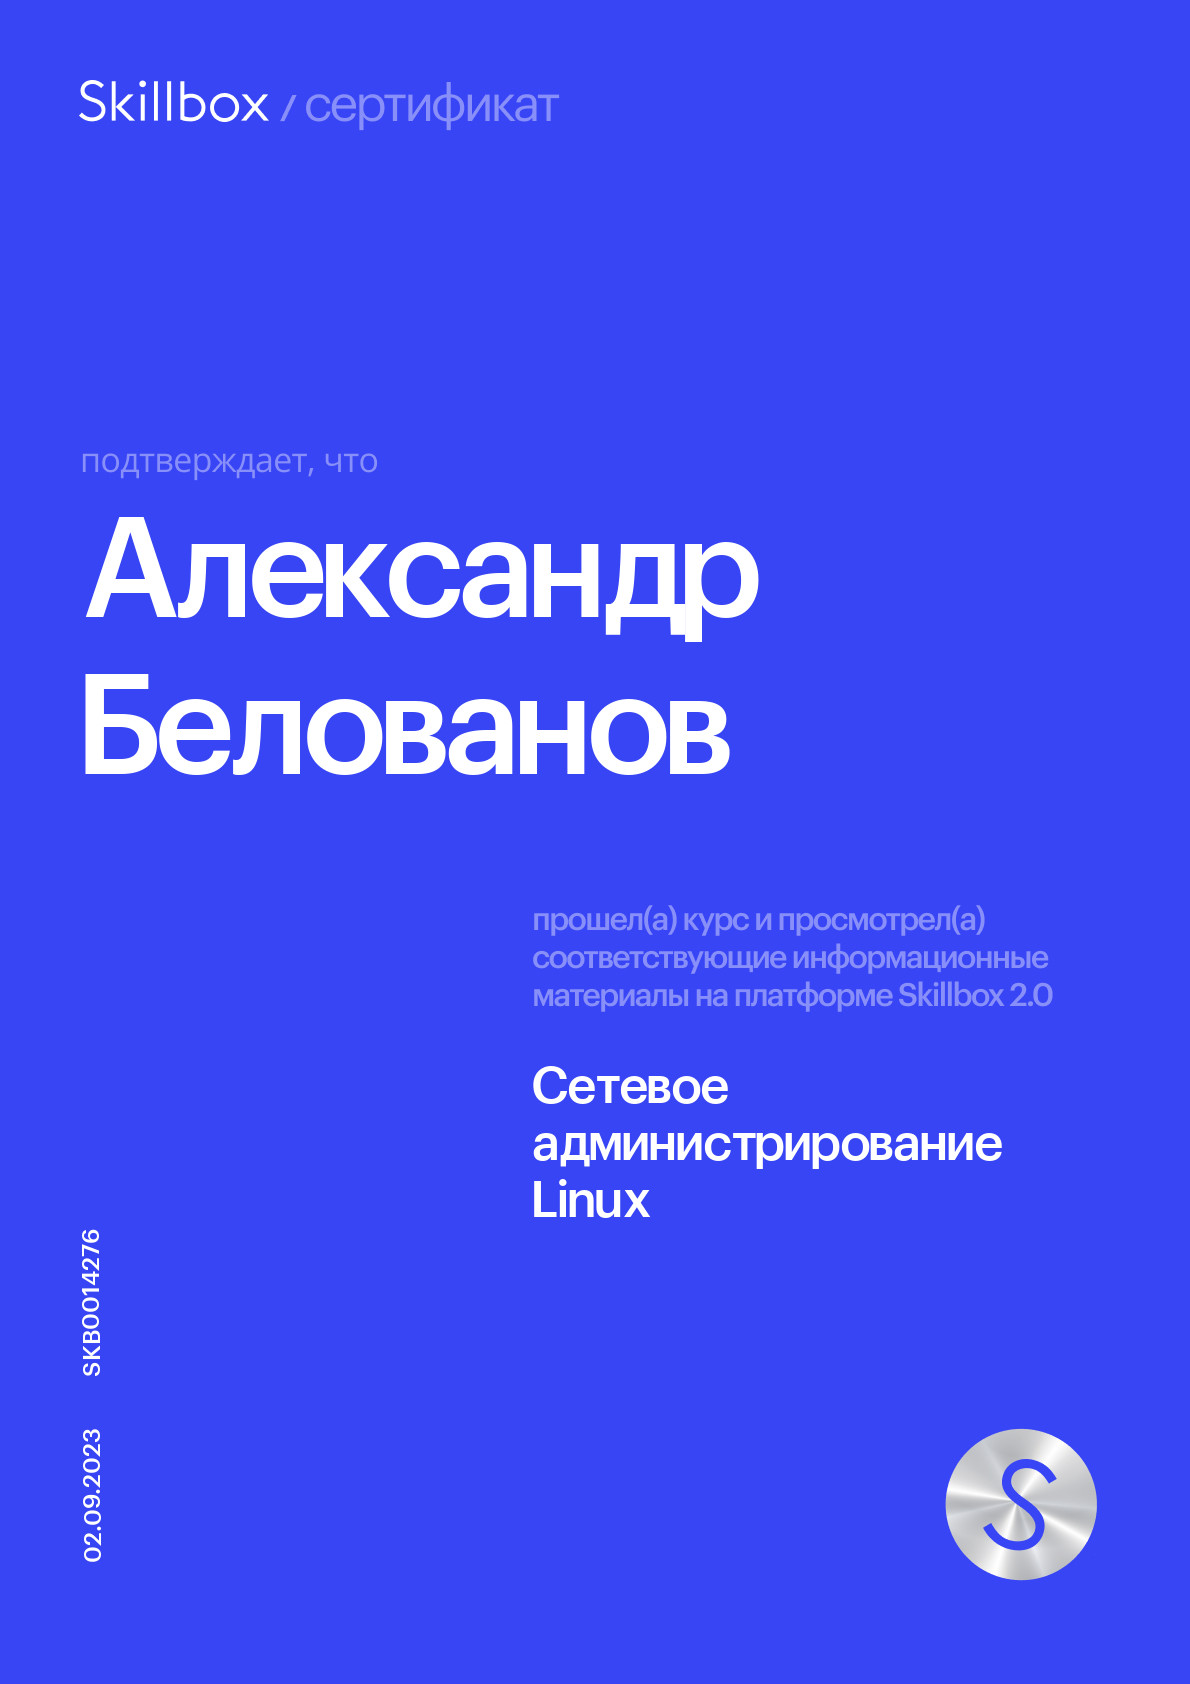 Skillbox / сертификат
подтверждает, что
Александр
Белованов
прошел(а) курс и просмотрел(а)
соответствующие информационные
материалы на платформе Skillbox 2.0
Сетевое
администрирование
Linux
SKB0014276
02.09.2023
S